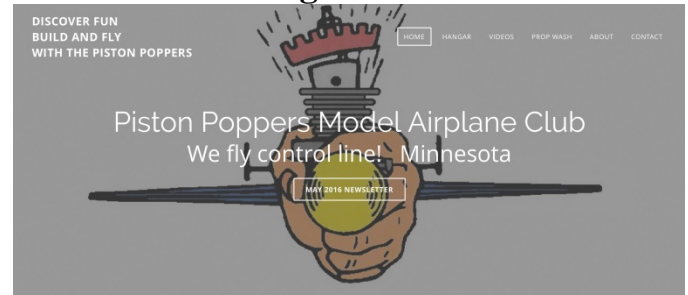 DISCOVER FUN
BUILD AND FLY
WITH THE PISTON POPPERS
HOME HANGAR VIDEOS PROP WASH ABOUT CONTACT
Piston Poppers Model Airplane Club
We fly control line! Minnesota
MAY 2016 NEWSLETTER